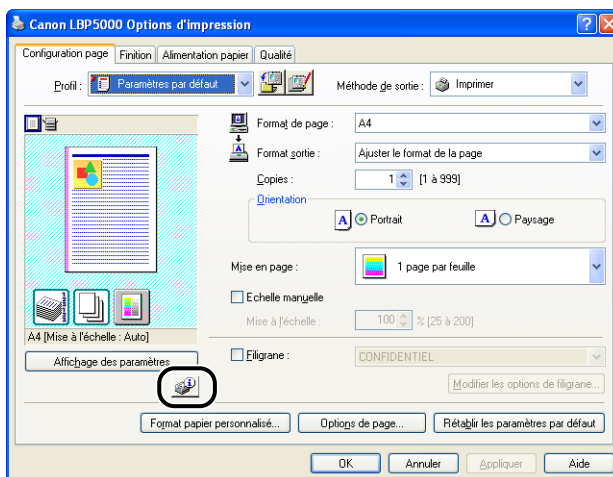 Canon LBP5000 Options d'impression
Configuration page Finition Alimentation papier Qualité
Profil : Paramètres par défaut Méthode de sortie : Imprimer
Format de page : A4
Format sortie : Ajuster le format de la page
Copies : 1 [1 à 999]
Orientation
A Portrait A Paysage
Mise en page : 1 page par feuille
Echelle manuelle
Mise à l'échelle : 100 % [25 à 200]
A4 [Mise à l'échelle : Auto]
Affichage des paramètres
Filigrane : CONFIDENTIEL
Modifier les options de filigrane...
Format papier personnalisé... Options de page... Rétablir les paramètres par défaut
OK Annuler Appliquer Aide